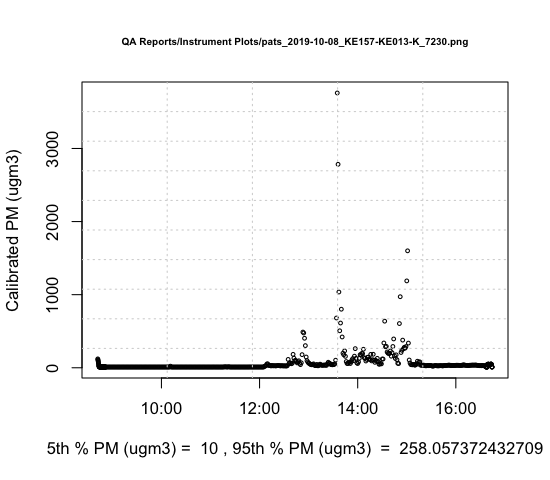 QA Reports/Instrument Plots/pats_2019-10-08_KE157-KE013-K_7230.png
Calibrated PM (ugm3)
3000
2000
1000
0
10:00 12:00 14:00 16:00
5th % PM (ugm3) = 10 , 95th % PM (ugm3) = 258.057372432709